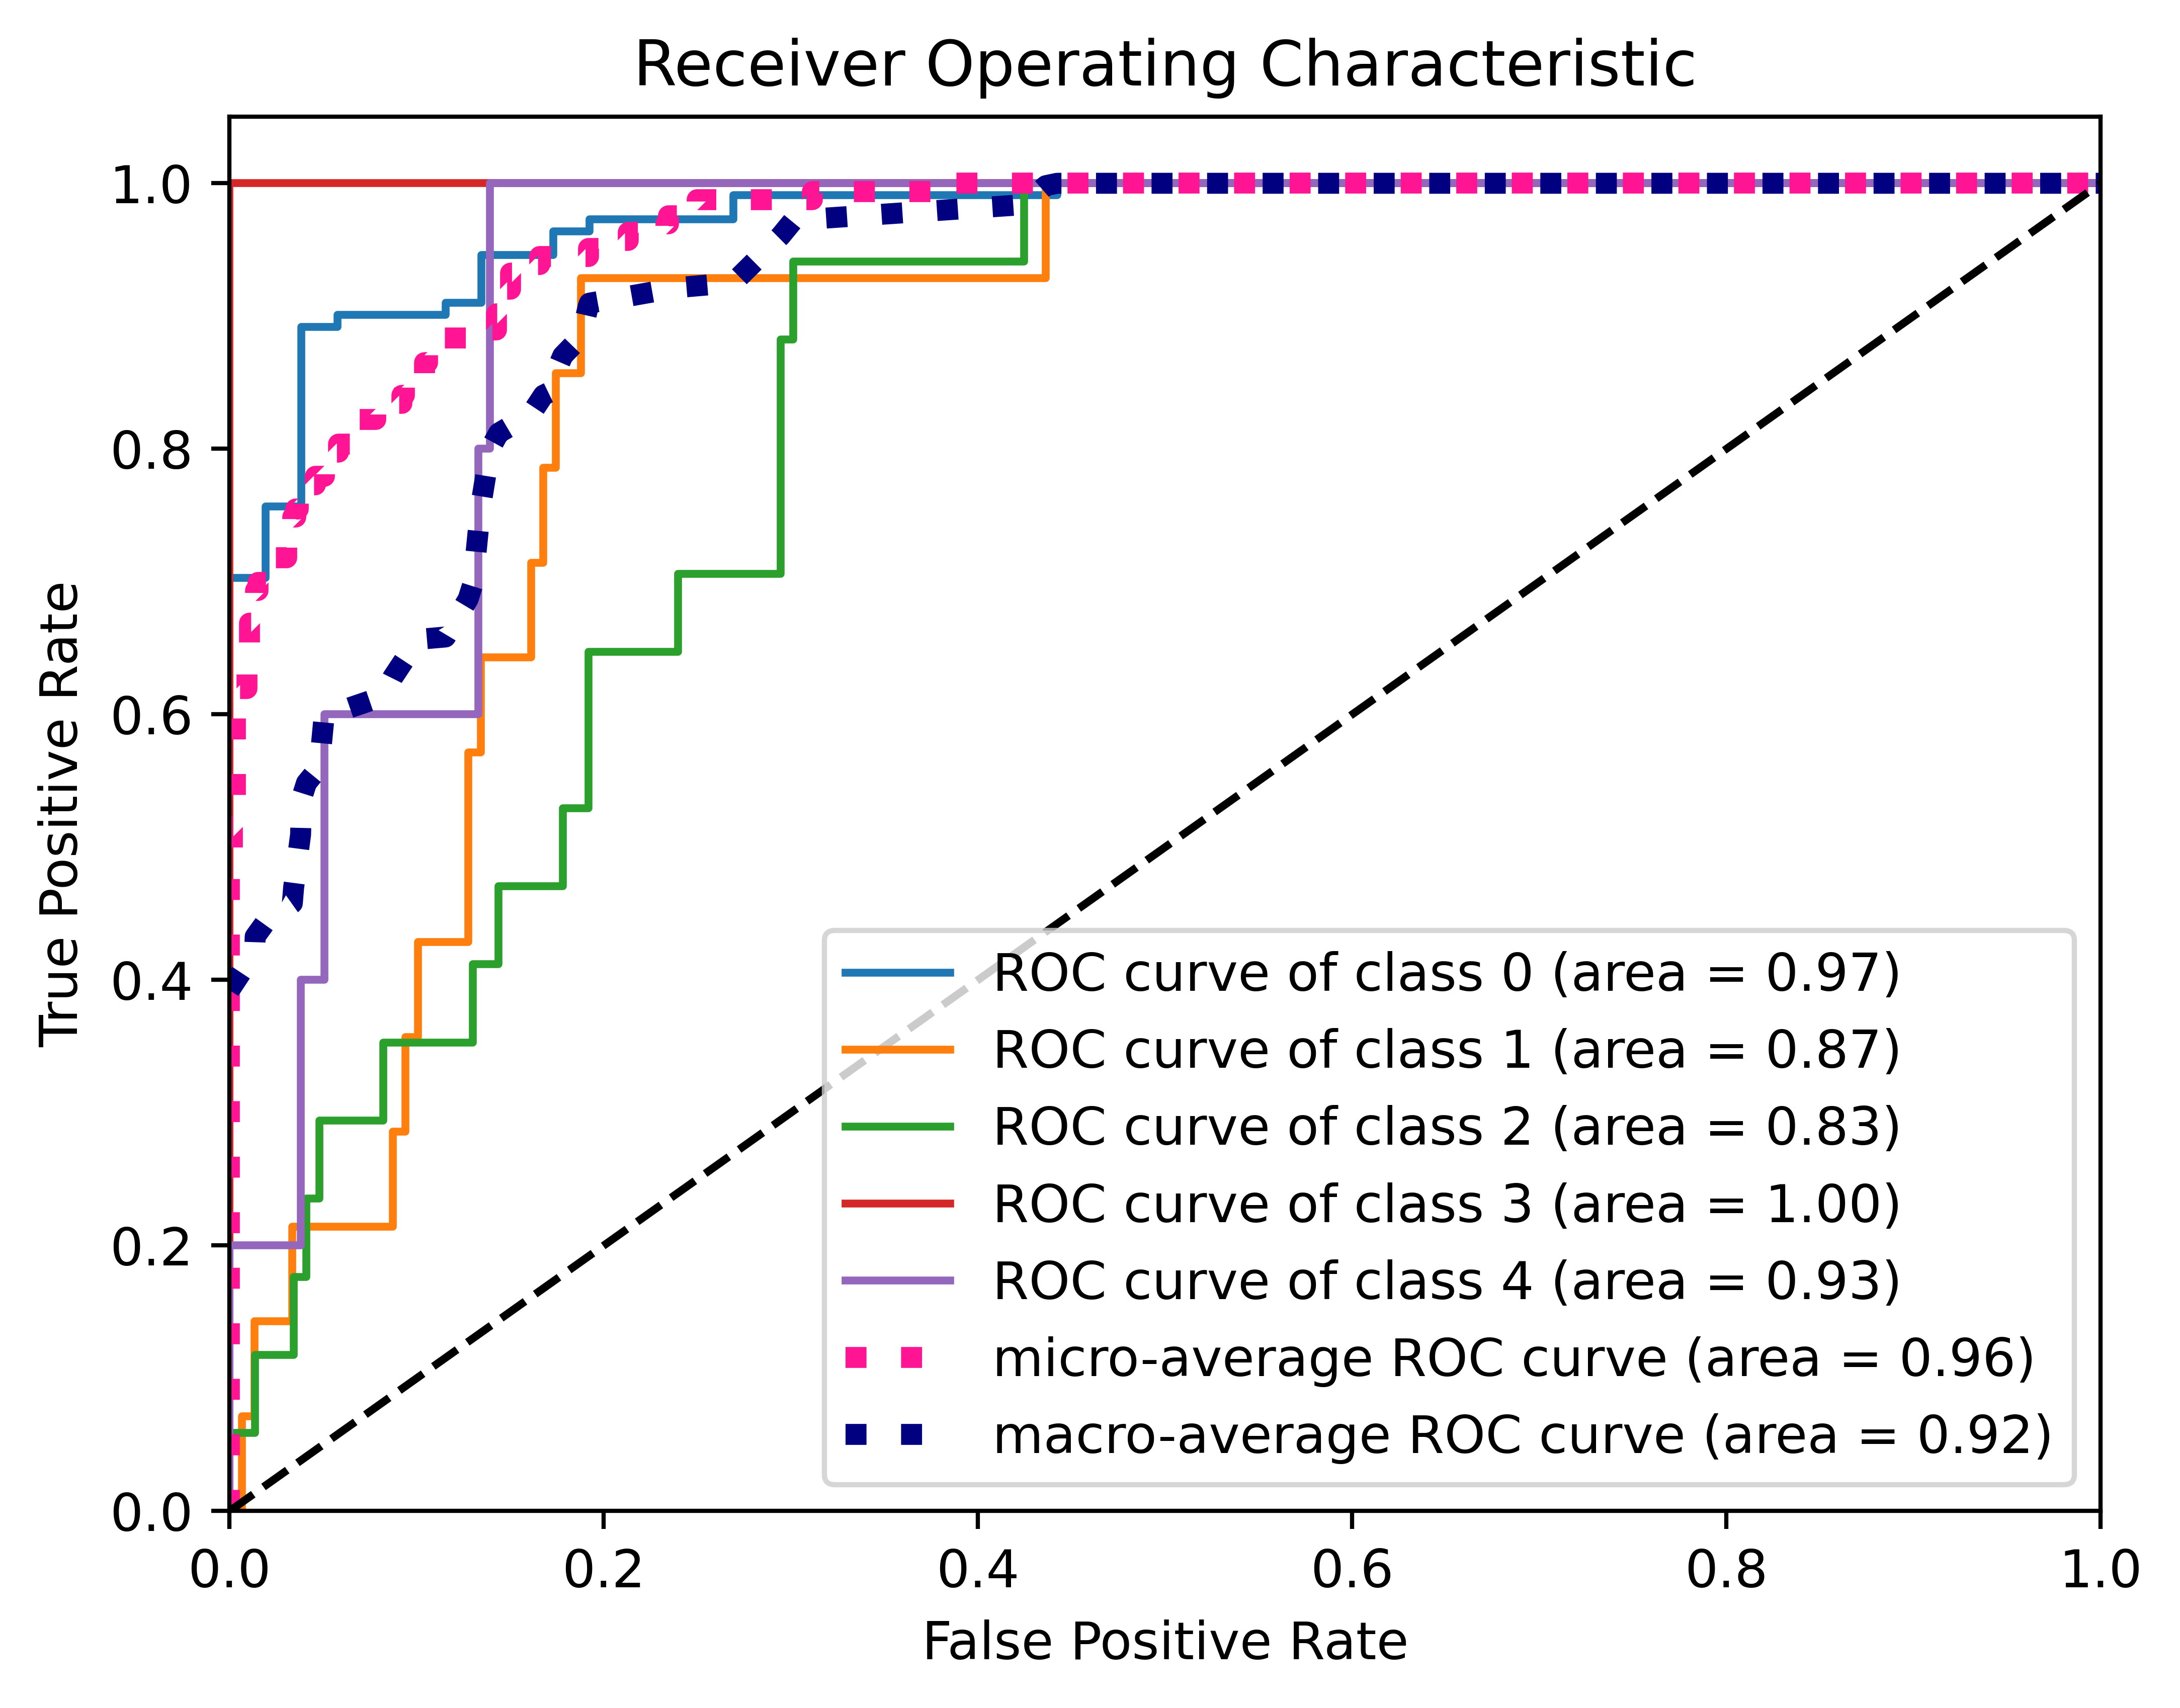 Receiver Operating Characteristic
1.0
0.8
0.6
0.4
0.2
0.0
True Positive Rate
0.0 0.2 0.4 0.6 0.8 1.0
False Positive Rate
ROC curve of class 0 (area = 0.97)
ROC curve of class 1 (area = 0.87)
ROC curve of class 2 (area = 0.83)
ROC curve of class 3 (area = 1.00)
ROC curve of class 4 (area = 0.93)
micro-average ROC curve (area = 0.96)
macro-average ROC curve (area = 0.92)